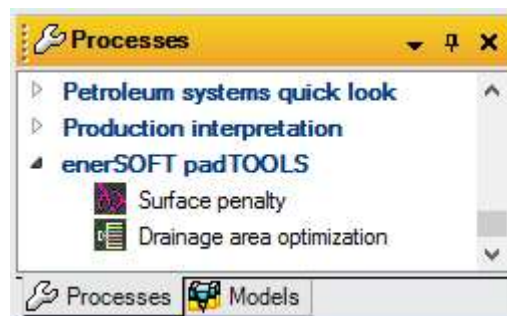 Processes
Petroleum systems quick look
Production interpretation
enerSOFT padTOOLS
Surface penalty
Drainage area optimization
Processes Models